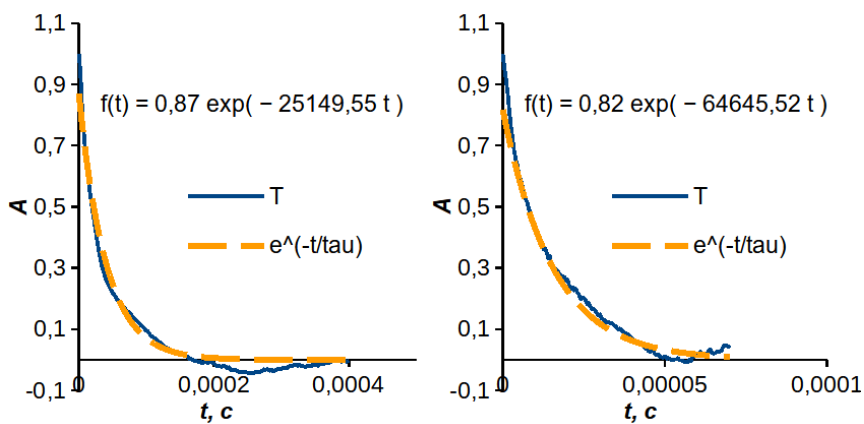 1,1
0,9
f(t) = 0,87 exp( − 25149,55 t )
0,7
T
A
0,5
e^(-t/tau)
0,3
0,1
-0,1
0
0,0002
0,0004
t, c
1,1
0,9
f(t) = 0,82 exp( − 64645,52 t )
0,7
T
A
0,5
e^(-t/tau)
0,3
0,1
-0,1
0
0,00005
0,0001
t, c